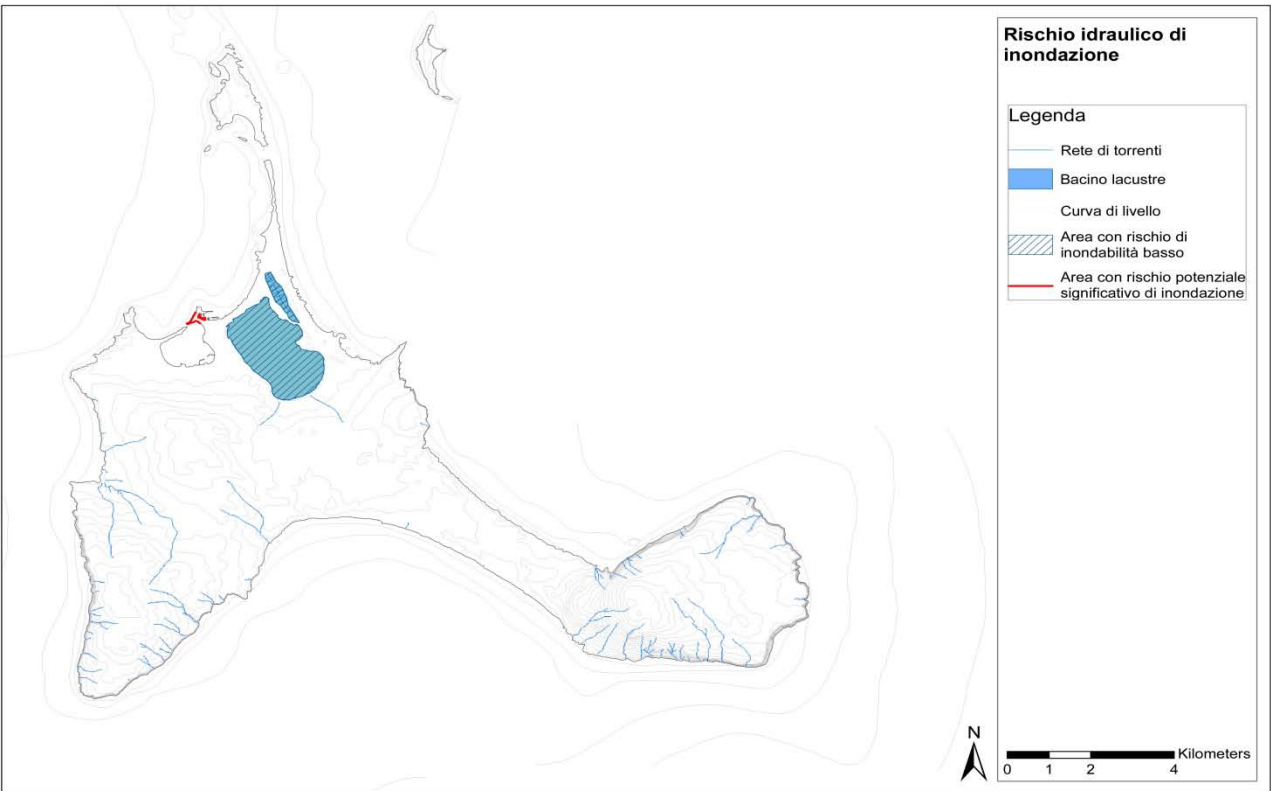 Rischio idraulico di
inondazione
Legenda
Rete di torrenti
Bacino lacustre
Curva di livello
Area con rischio di
inondabilità basso
Area con rischio potenziale
significativo di inondazione
N
Kilometers
0 1 2 4